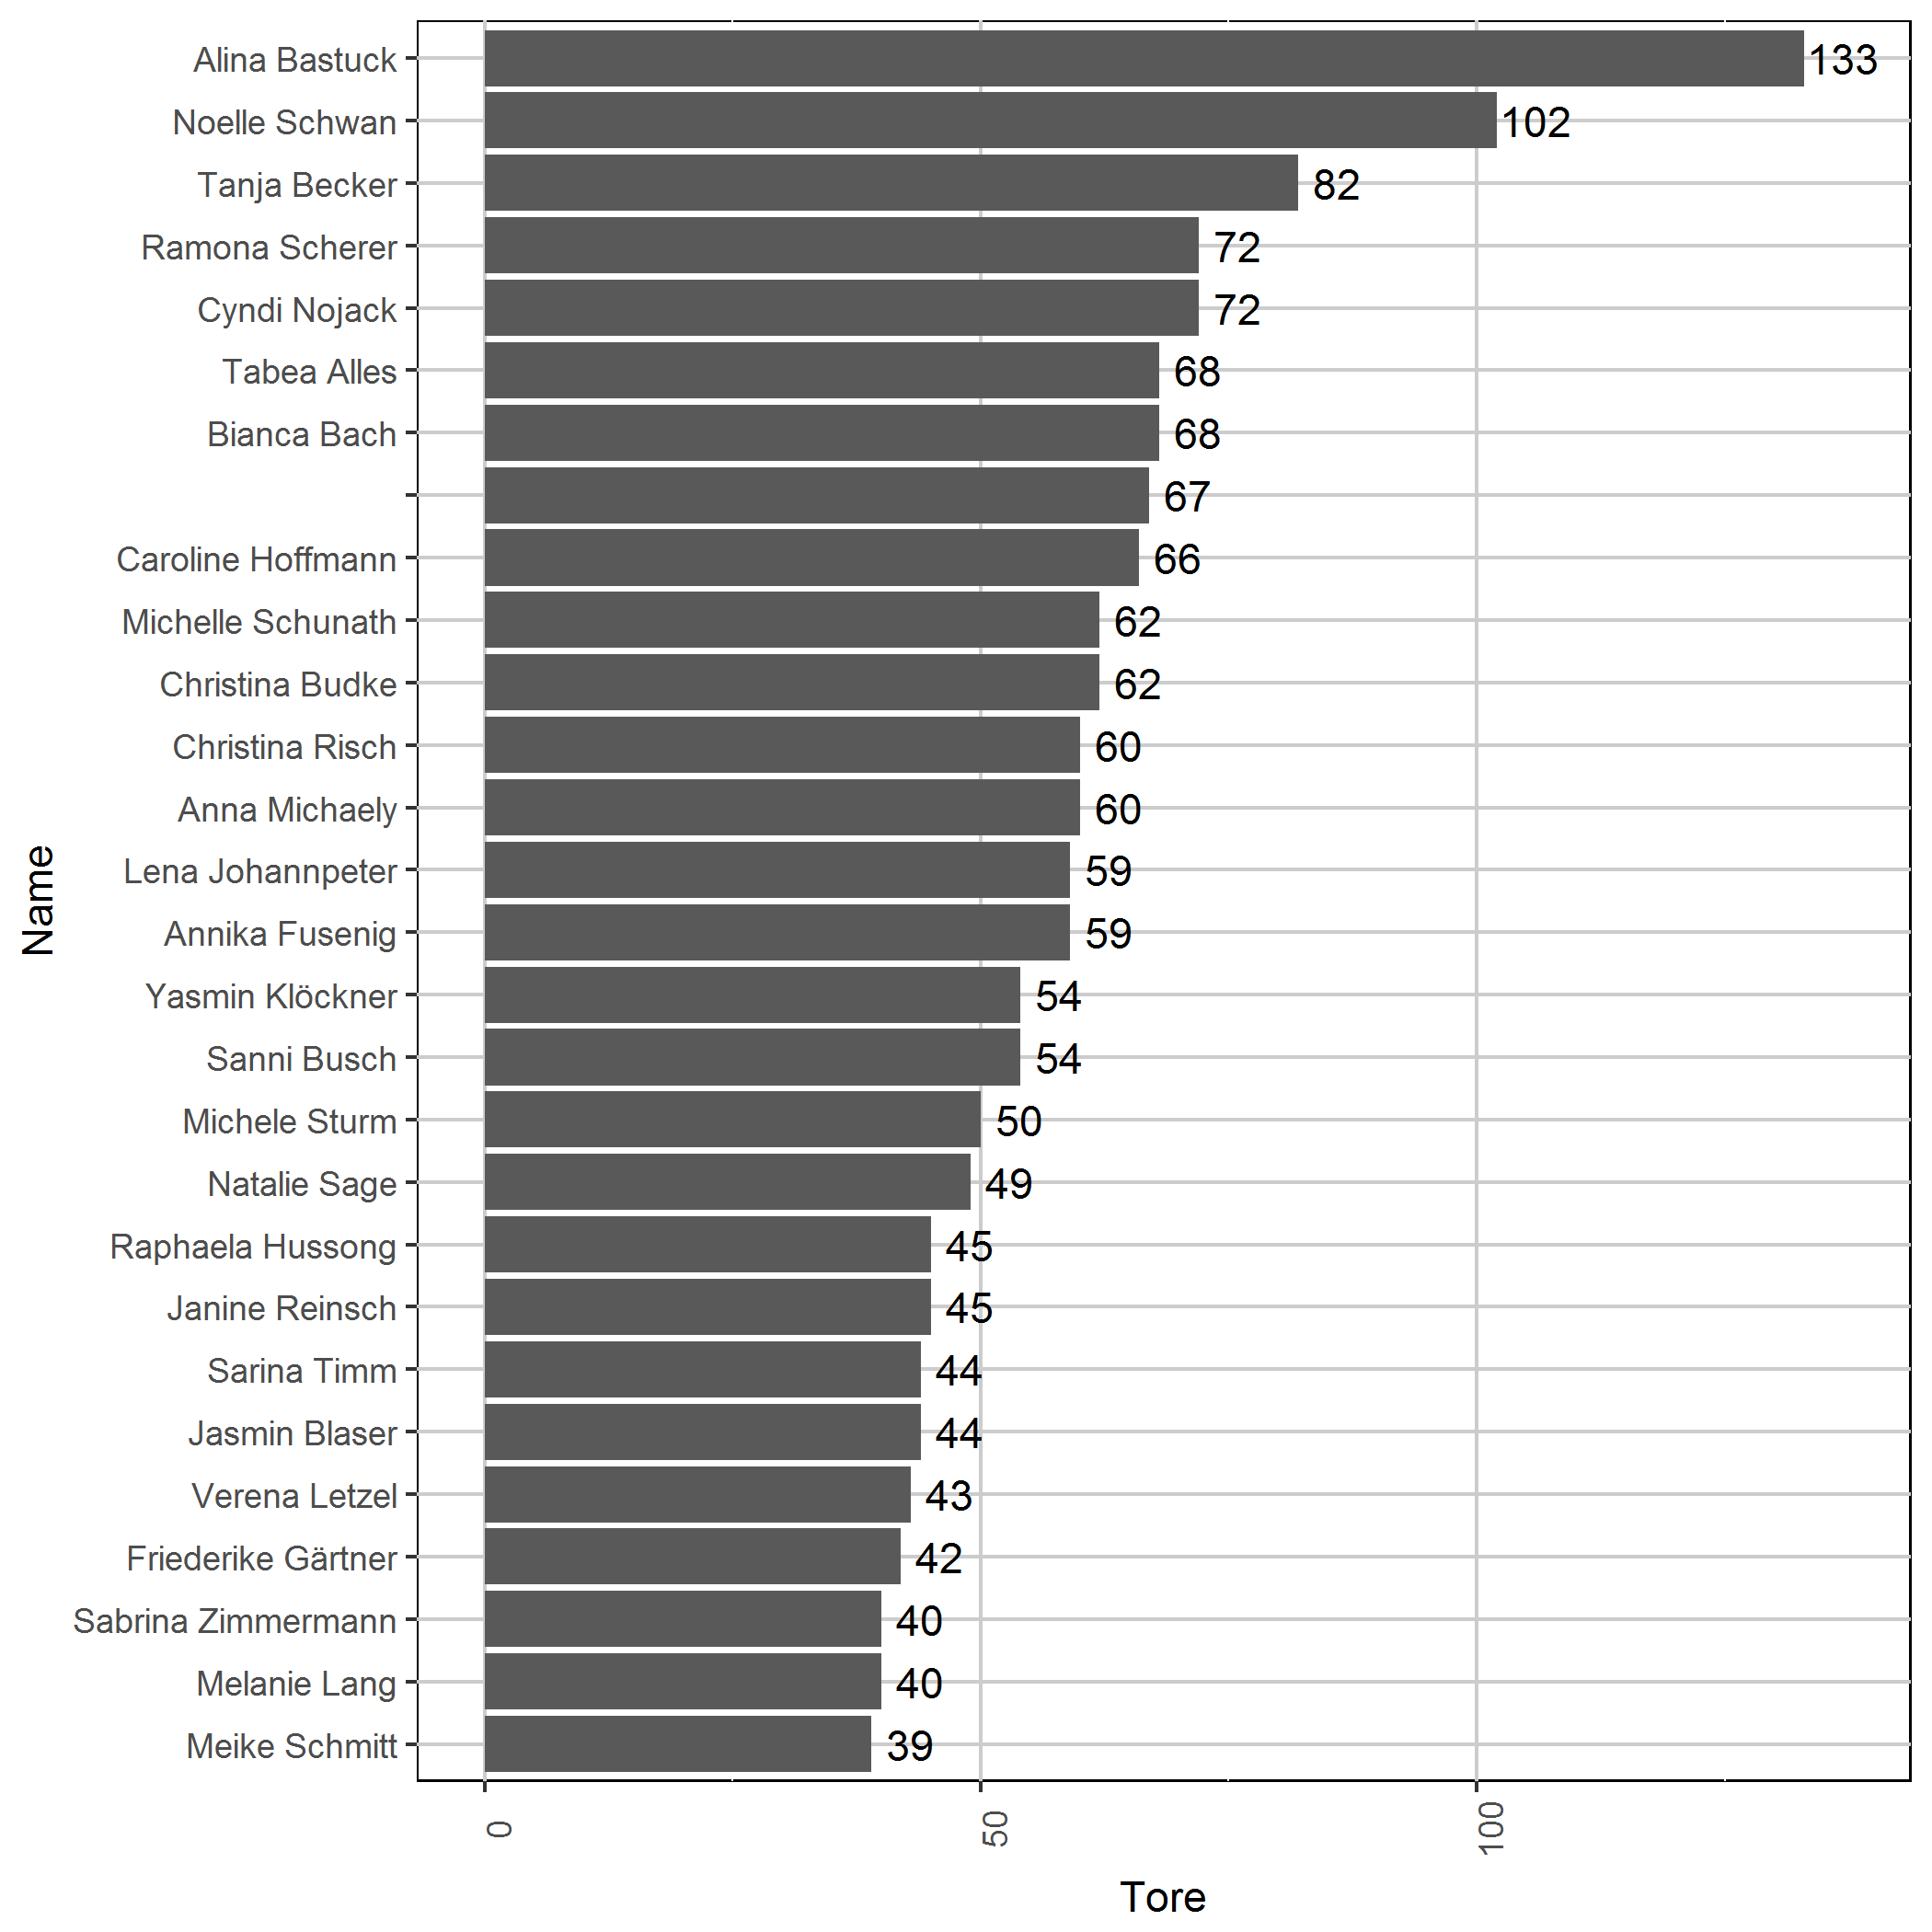 Alina Bastuck 133
Noelle Schwan 102
Tanja Becker 82
Ramona Scherer 72
Cyndi Nojack 72
Tabea Alles 68
Bianca Bach 68
67
Caroline Hoffmann 66
Michelle Schunath 62
Christina Budke 62
Christina Risch 60
Anna Michaely 60
Lena Johannpeter 59
Annika Fusenig 59
Yasmin Klöckner 54
Sanni Busch 54
Michele Sturm 50
Natalie Sage 49
Raphaela Hussong 45
Janine Reinsch 45
Sarina Timm 44
Jasmin Blaser 44
Verena Letzel 43
Friederike Gärtner 42
Sabrina Zimmermann 40
Melanie Lang 40
Meike Schmitt 39
Name
0 50 100
Tore